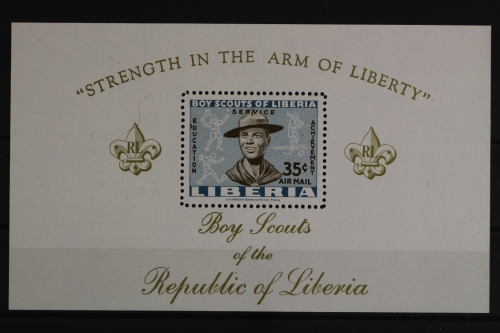 "STRENGTH IN THE ARM OF LIBERTY"
BOY SCOUTS OF LIBERIA
SERVICE
EDUCATION
ACHIEVEMENT
35¢
AIR MAIL
LIBERIA
RL
RL
Boy Scouts
of the
Republic of Liberia